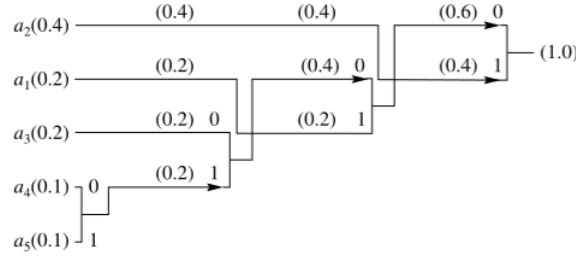 a₂(0.4) (0.4) (0.4) (0.6) 0
(1.0)
a₁(0.2) (0.2) (0.4) 0 (0.4) 1
a₃(0.2) (0.2) 0 (0.2) 1
a₄(0.1) 0 (0.2) 1
a₅(0.1) 1